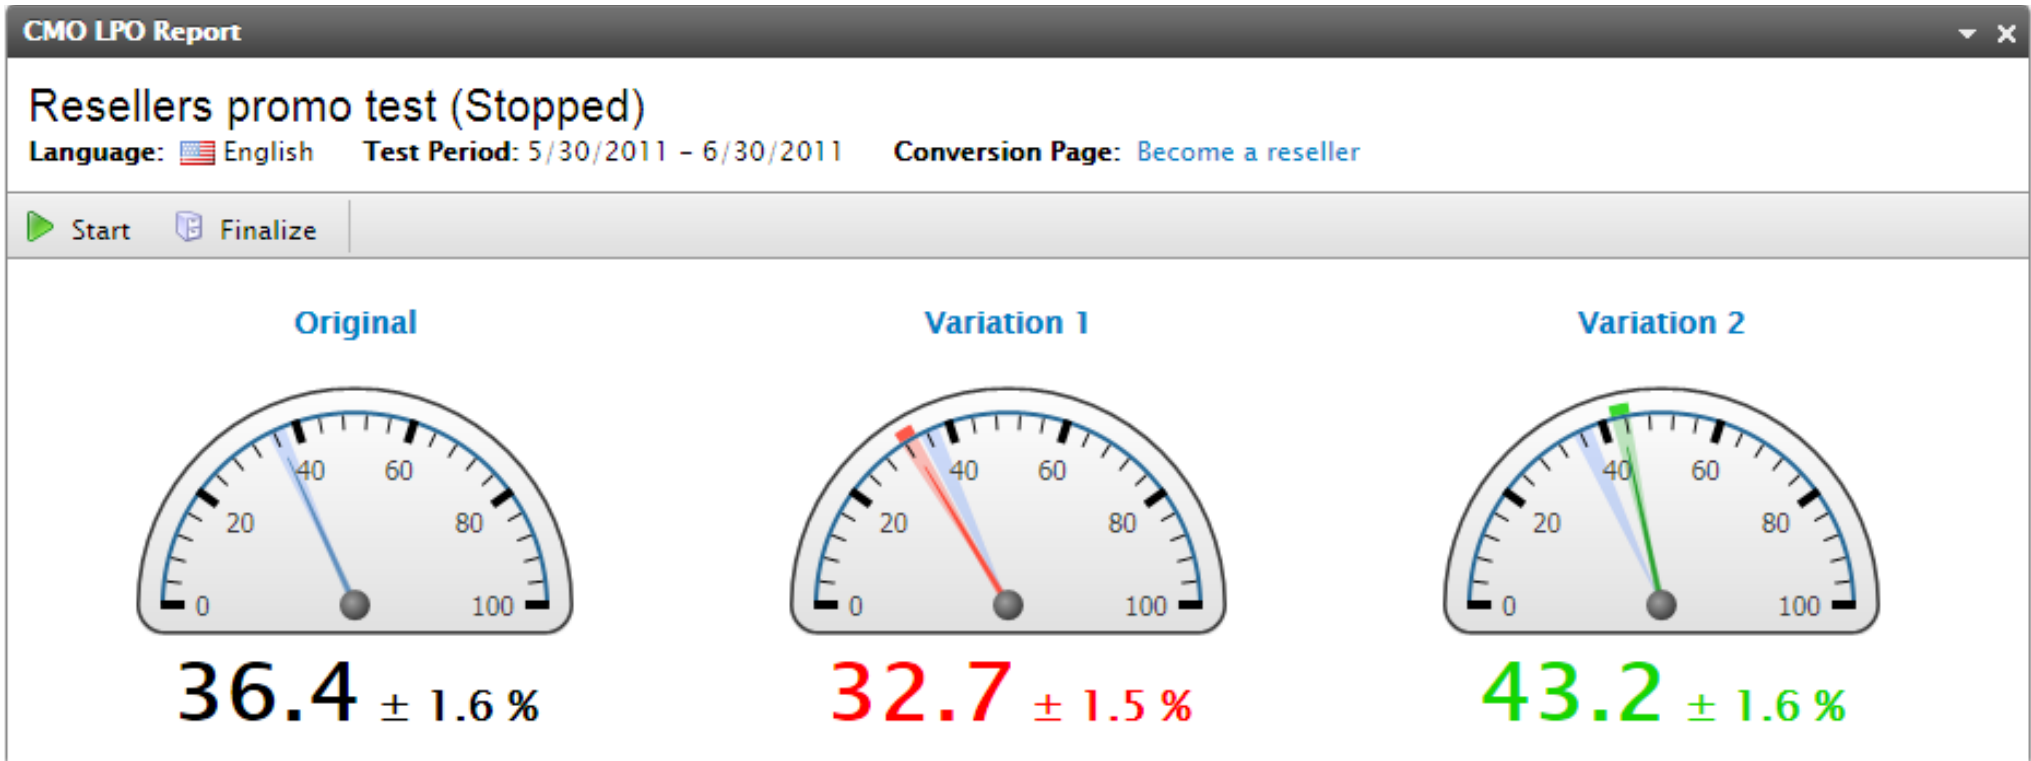 CMO LPO Report
Resellers promo test (Stopped)
Language: English Test Period: 5/30/2011 - 6/30/2011 Conversion Page: Become a reseller
Start Finalize
Original Variation 1 Variation 2
40 60 40 60 40 60
20 80 20 80 20 80
0 100 0 100 0 100
36.4 ± 1.6 % 32.7 ± 1.5 % 43.2 ± 1.6 %